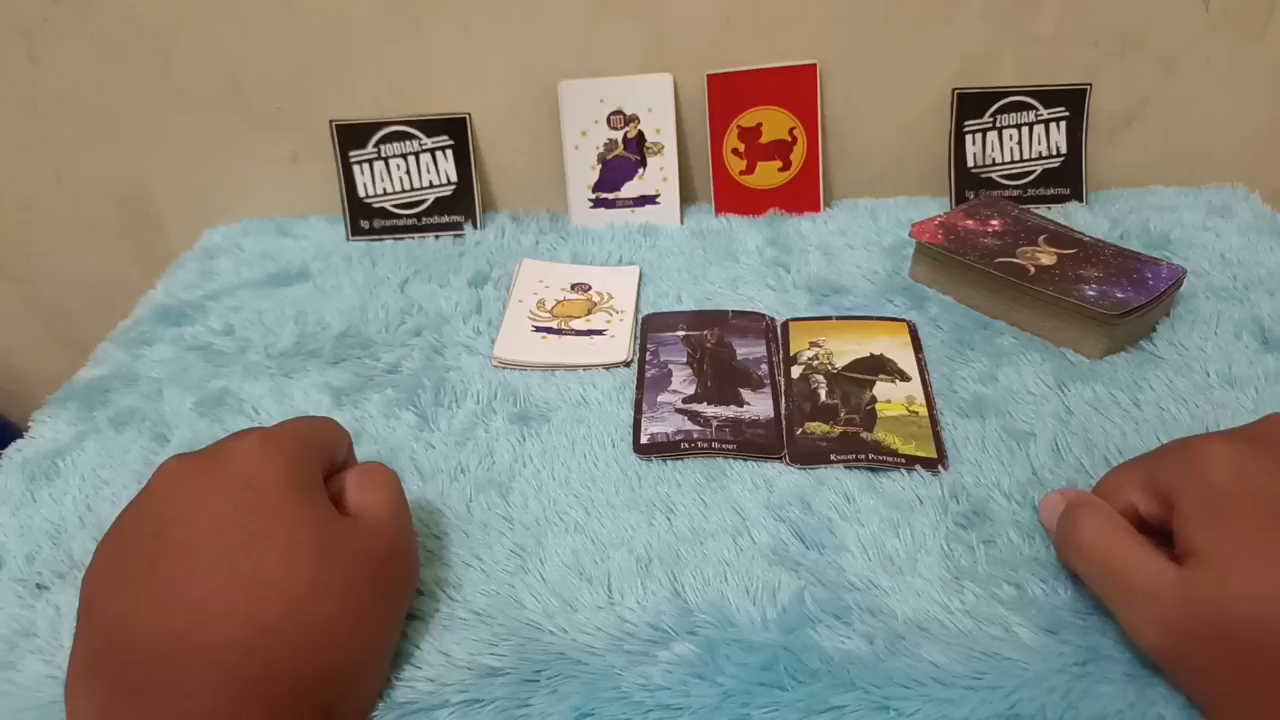 ZODIAK
HARIAN
Ig @ramalan_zodiakmu
ZODIAK
HARIAN
Ig: @ramalan_zodiakmu
IX • The Hermit
Knight of Pentacles